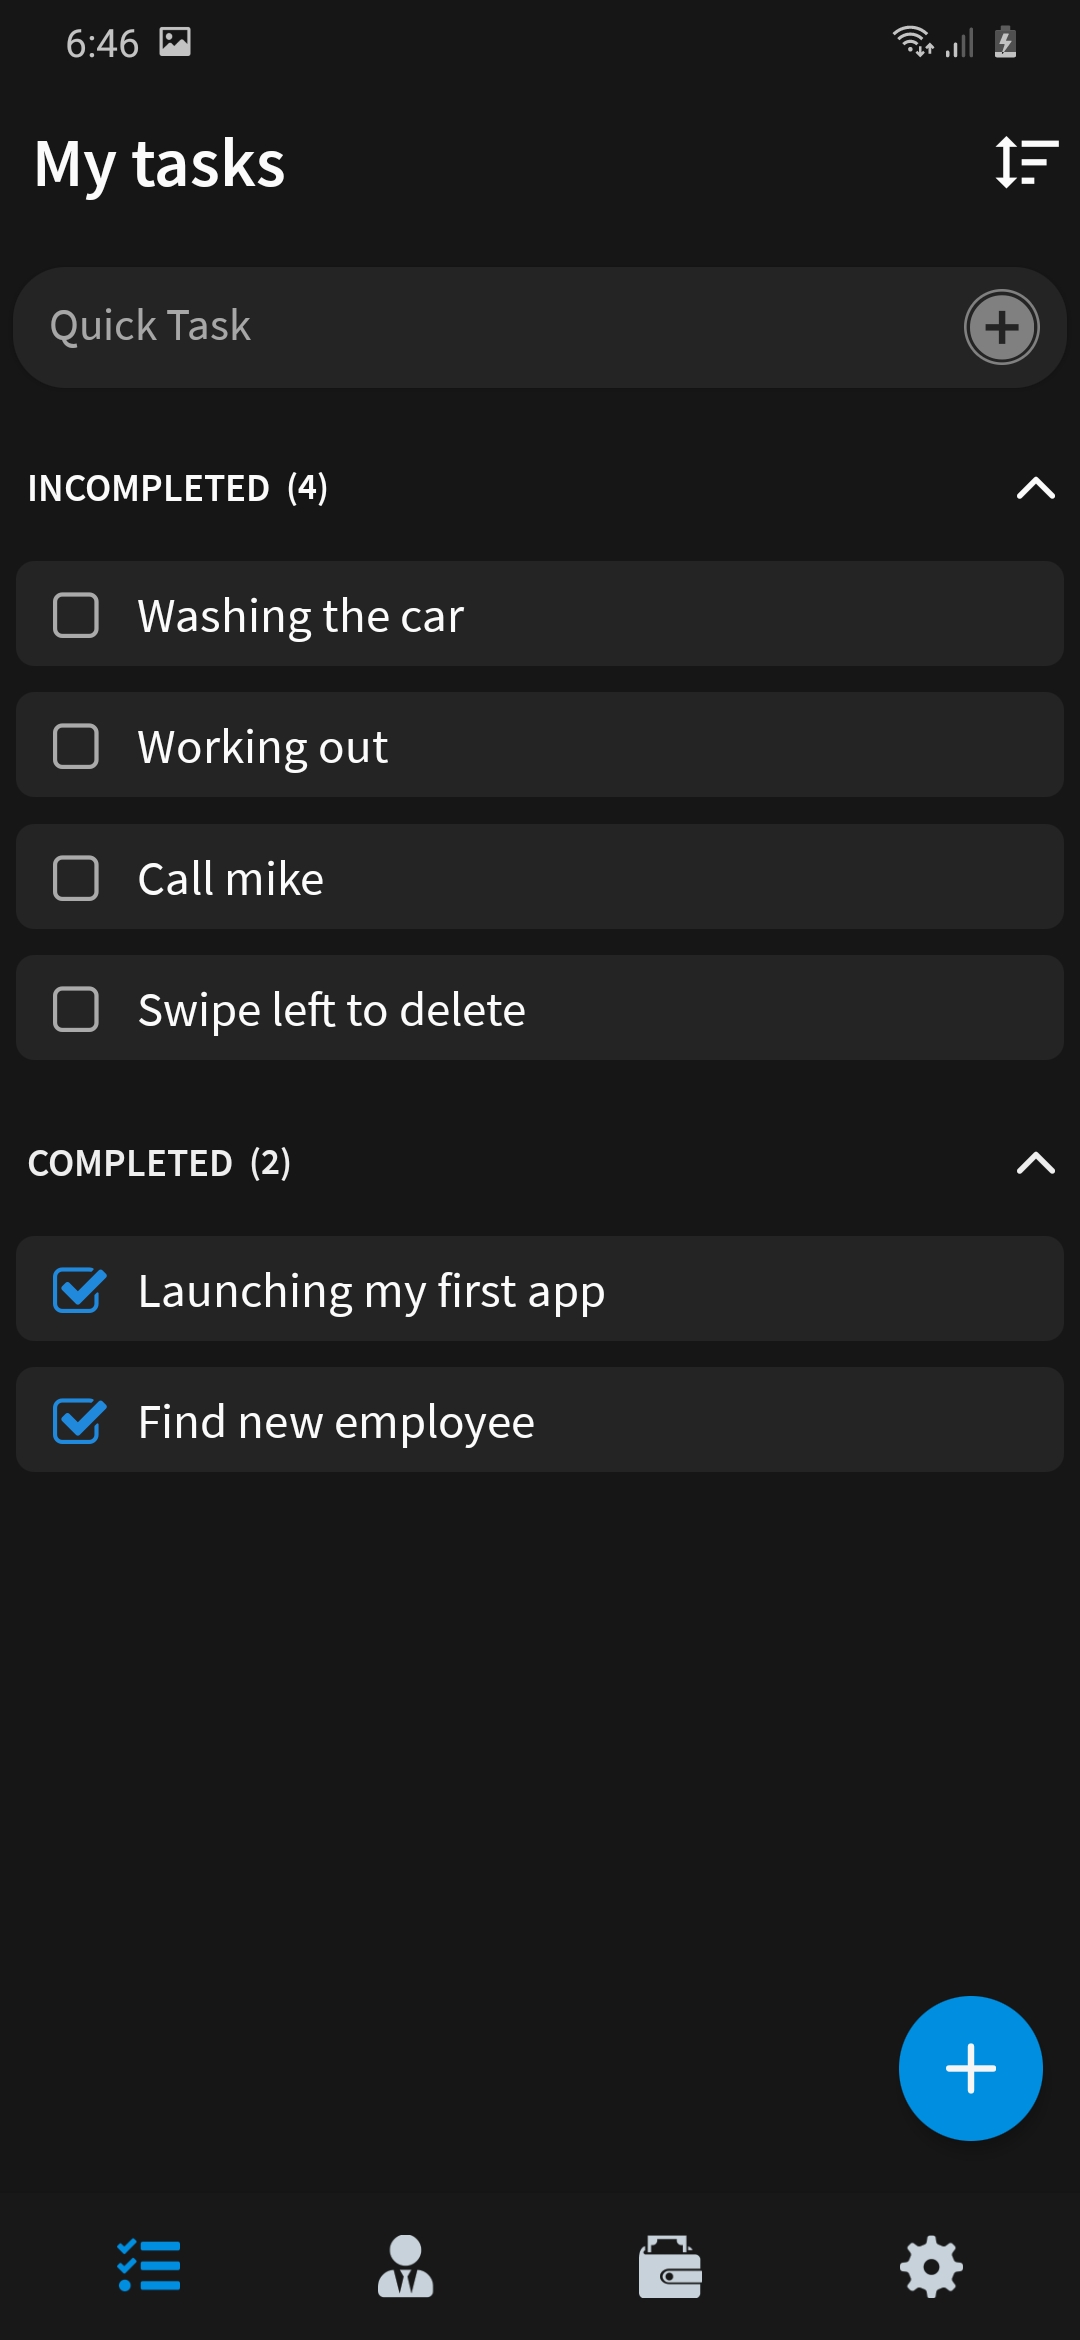 6:46
My tasks
Quick Task
INCOMPLETED (4)
Washing the car
Working out
Call mike
Swipe left to delete
COMPLETED (2)
Launching my first app
Find new employee